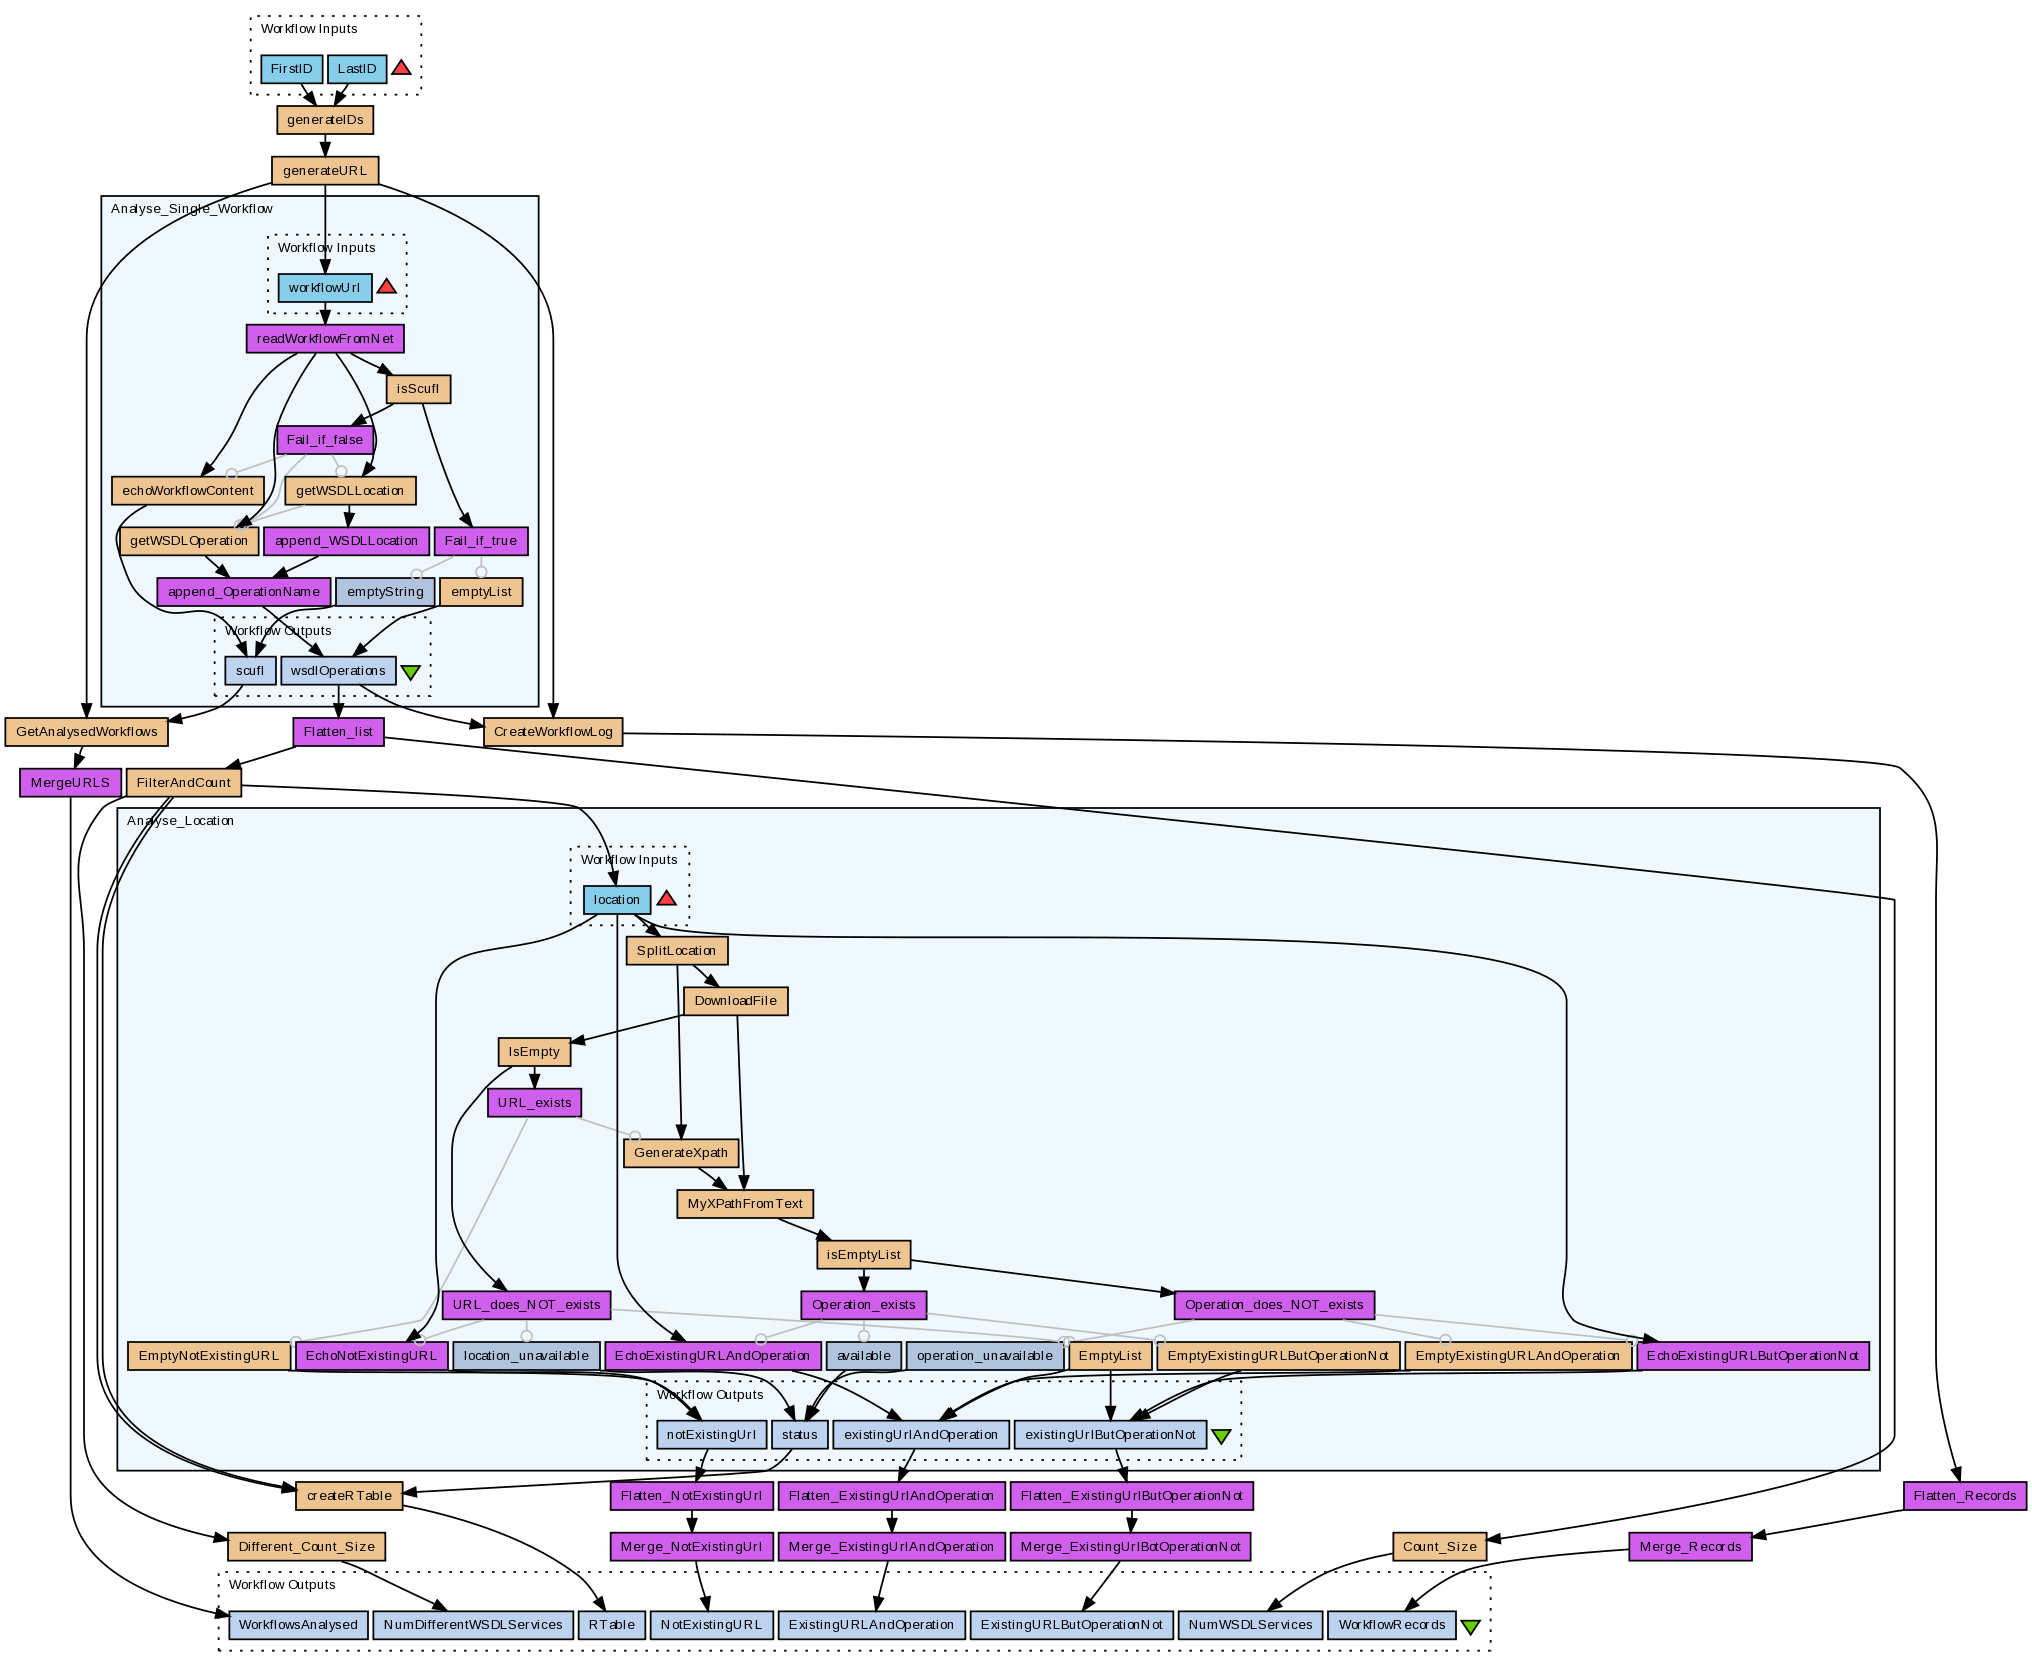 Workflow Inputs
FirstID
LastID
generateIDs
generateURL
Analyse_Single_Workflow
Workflow Inputs
workflowUrl
readWorkflowFromNet
isScufl
Fail_if_false
echoWorkflowContent
getWSDLLocation
getWSDLOperation
append_WSDLLocation
Fail_if_true
append_OperationName
emptyString
emptyList
Workflow Outputs
scufl
wsdlOperations
GetAnalysedWorkflows
Flatten_list
CreateWorkflowLog
MergeURLS
FilterAndCount
Analyse_Location
Workflow Inputs
location
SplitLocation
DownloadFile
IsEmpty
URL_exists
GenerateXpath
MyXPathFromText
isEmptyList
URL_does_NOT_exists
Operation_exists
Operation_does_NOT_exists
EmptyNotExistingURL
EchoNotExistingURL
location_unavailable
EchoExistingURLAndOperation
available
operation_unavailable
EmptyList
EmptyExistingURLButOperationNot
EmptyExistingURLAndOperation
EchoExistingURLButOperationNot
Workflow Outputs
notExistingUrl
status
existingUrlAndOperation
existingUrlButOperationNot
createRTable
Flatten_NotExistingUrl
Flatten_ExistingUrlAndOperation
Flatten_ExistingUrlButOperationNot
Flatten_Records
Different_Count_Size
Merge_NotExistingUrl
Merge_ExistingUrlAndOperation
Merge_ExistingUrlBotOperationNot
Count_Size
Merge_Records
Workflow Outputs
WorkflowsAnalysed
NumDifferentWSDLServices
RTable
NotExistingURL
ExistingURLAndOperation
ExistingURLButOperationNot
NumWSDLServices
WorkflowRecords